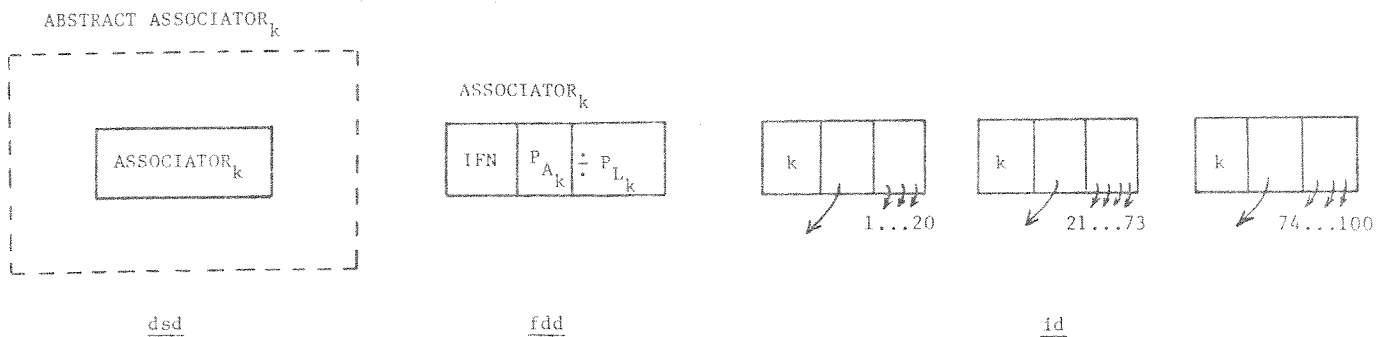 ABSTRACT ASSOCIATOR_k
ASSOCIATOR_k
dsd
ASSOCIATOR_k
IFN P_A_k ÷ P_L_k
fdd
k k k
1...20 21...73 74...100
id